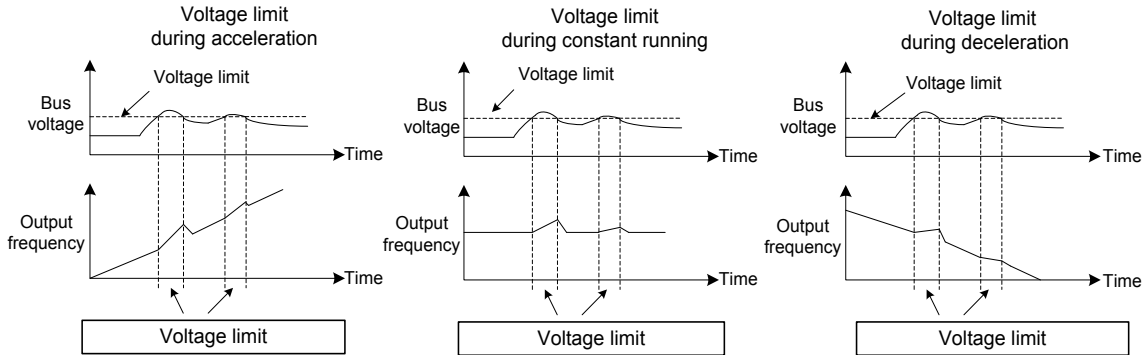 Voltage limit
during acceleration
Voltage limit
Bus
voltage
Time
Output
frequency
Time
Voltage limit
Voltage limit
during constant running
Voltage limit
Bus
voltage
Time
Output
frequency
Time
Voltage limit
Voltage limit
during deceleration
Voltage limit
Bus
voltage
Time
Output
frequency
Time
Voltage limit